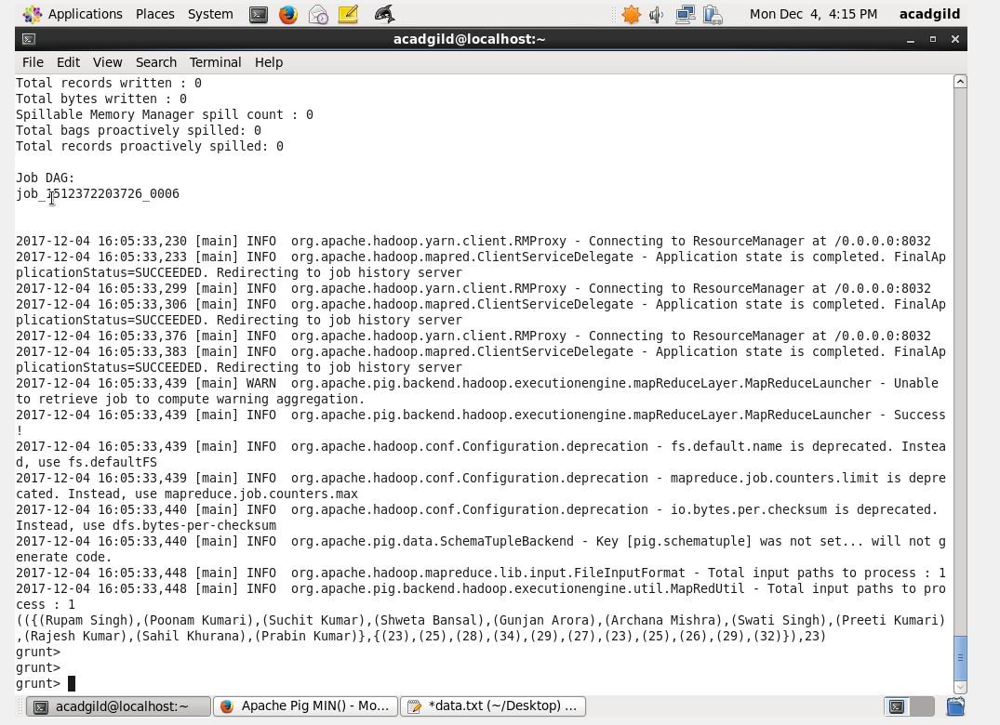 Applications Places System Mon Dec 4, 4:15 PM acadgild
acadgild@localhost:~
File Edit View Search Terminal Help
Total records written : 0
Total bytes written : 0
Spillable Memory Manager spill count : 0
Total bags proactively spilled: 0
Total records proactively spilled: 0
Job DAG:
job_1512372203726_0006
2017-12-04 16:05:33,230 [main] INFO  org.apache.hadoop.yarn.client.RMProxy - Connecting to ResourceManager at /0.0.0.0:8032
2017-12-04 16:05:33,233 [main] INFO  org.apache.hadoop.mapred.ClientServiceDelegate - Application state is completed. FinalAp
plicationStatus=SUCCEEDED. Redirecting to job history server
2017-12-04 16:05:33,299 [main] INFO  org.apache.hadoop.yarn.client.RMProxy - Connecting to ResourceManager at /0.0.0.0:8032
2017-12-04 16:05:33,306 [main] INFO  org.apache.hadoop.mapred.ClientServiceDelegate - Application state is completed. FinalAp
plicationStatus=SUCCEEDED. Redirecting to job history server
2017-12-04 16:05:33,376 [main] INFO  org.apache.hadoop.yarn.client.RMProxy - Connecting to ResourceManager at /0.0.0.0:8032
2017-12-04 16:05:33,383 [main] INFO  org.apache.hadoop.mapred.ClientServiceDelegate - Application state is completed. FinalAp
plicationStatus=SUCCEEDED. Redirecting to job history server
2017-12-04 16:05:33,439 [main] WARN  org.apache.pig.backend.hadoop.executionengine.mapReduceLayer.MapReduceLauncher - Unable
to retrieve job to compute warning aggregation.
2017-12-04 16:05:33,439 [main] INFO  org.apache.pig.backend.hadoop.executionengine.mapReduceLayer.MapReduceLauncher - Success
!
2017-12-04 16:05:33,439 [main] INFO  org.apache.hadoop.conf.Configuration.deprecation - fs.default.name is deprecated. Instea
d, use fs.defaultFS
2017-12-04 16:05:33,439 [main] INFO  org.apache.hadoop.conf.Configuration.deprecation - mapreduce.job.counters.limit is depre
cated. Instead, use mapreduce.job.counters.max
2017-12-04 16:05:33,440 [main] INFO  org.apache.hadoop.conf.Configuration.deprecation - io.bytes.per.checksum is deprecated.
Instead, use dfs.bytes-per-checksum
2017-12-04 16:05:33,440 [main] INFO  org.apache.pig.data.SchemaTupleBackend - Key [pig.schematuple] was not set... will not g
enerate code.
2017-12-04 16:05:33,448 [main] INFO  org.apache.hadoop.mapreduce.lib.input.FileInputFormat - Total input paths to process : 1
2017-12-04 16:05:33,448 [main] INFO  org.apache.pig.backend.hadoop.executionengine.util.MapRedUtil - Total input paths to pro
cess : 1
(({(Rupam Singh),(Poonam Kumari),(Suchit Kumar),(Shweta Bansal),(Gunjan Arora),(Archana Mishra),(Swati Singh),(Preeti Kumari)
,(Rajesh Kumar),(Sahil Khurana),(Prabin Kumar)},{(23),(25),(28),(34),(29),(27),(23),(25),(26),(29),(32)}),23)
grunt>
grunt>
grunt>
acadgild@localhost:~ Apache Pig MIN() - Mo... *data.txt (~/Desktop) ...